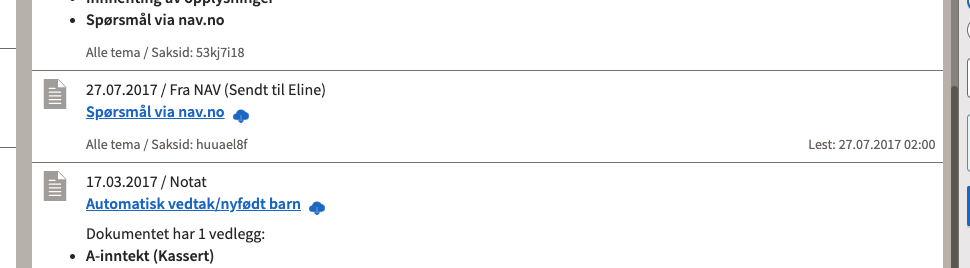 Spørsmål via nav.no
Alle tema / Saksid: 53kj7i18
27.07.2017 / Fra NAV (Sendt til Eline)
Spørsmål via nav.no
Alle tema / Saksid: huuael8f
Lest: 27.07.2017 02:00
17.03.2017 / Notat
Automatisk vedtak/nyfødt barn
Dokumentet har 1 vedlegg:
A-inntekt (Kassert)